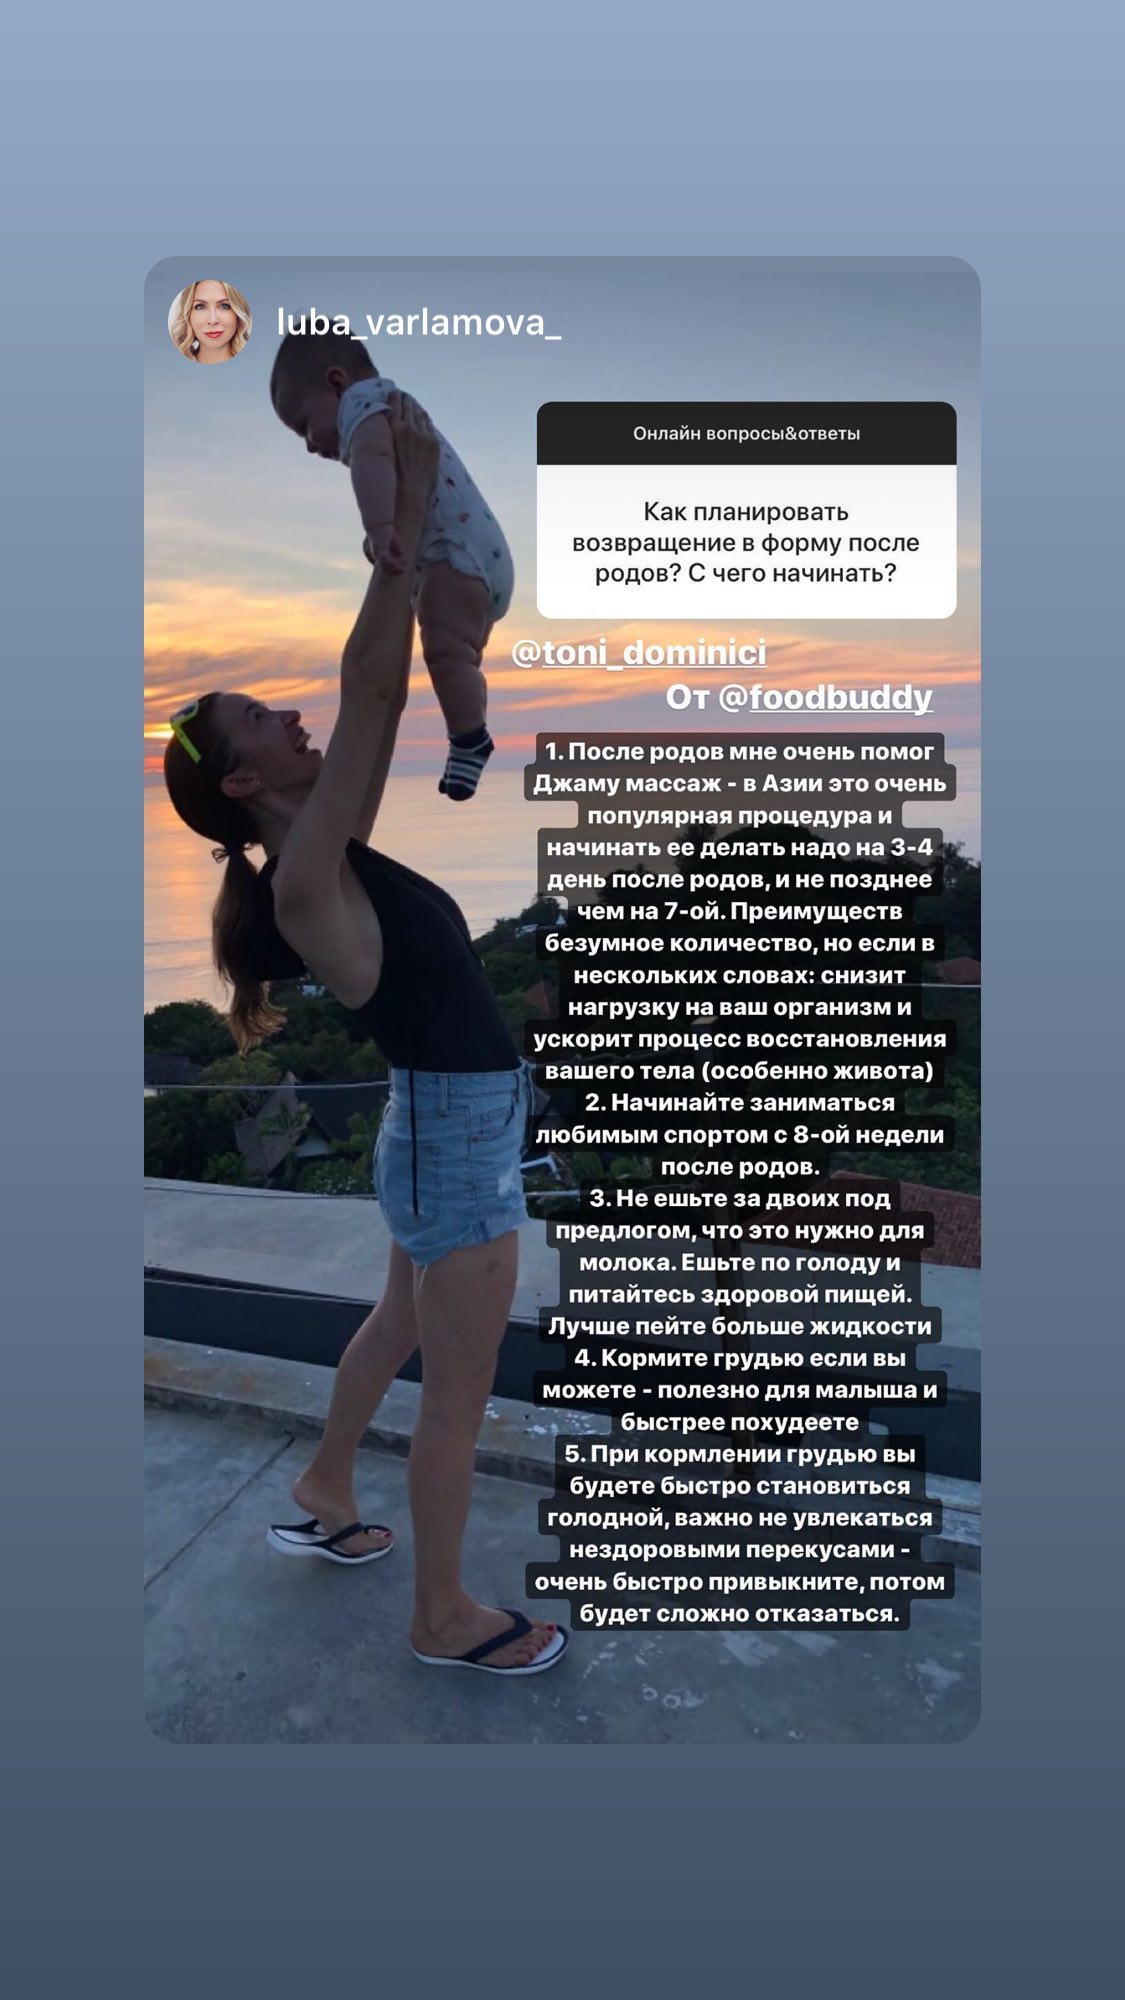 luba_varlamova_
Онлайн вопросы&ответы
Как планировать
возвращение в форму после
родов? С чего начинать?
@toni_dominici
От @foodbuddy
1. После родов мне очень помог
Джаму массаж - в Азии это очень
популярная процедура и
начинать ее делать надо на 3-4
день после родов, и не позднее
чем на 7-ой. Преимуществ
безумное количество, но если в
нескольких словах: снизит
нагрузку на ваш организм и
ускорит процесс восстановления
вашего тела (особенно живота)
2. Начинайте заниматься
любимым спортом с 8-ой недели
после родов.
3. Не ешьте за двоих под
предлогом, что это нужно для
молока. Ешьте по голоду и
питайтесь здоровой пищей.
Лучше пейте больше жидкости
4. Кормите грудью если вы
можете - полезно для малыша и
быстрее похудеете
5. При кормлении грудью вы
будете быстро становиться
голодной, важно не увлекаться
нездоровыми перекусами -
очень быстро привыкните, потом
будет сложно отказаться.